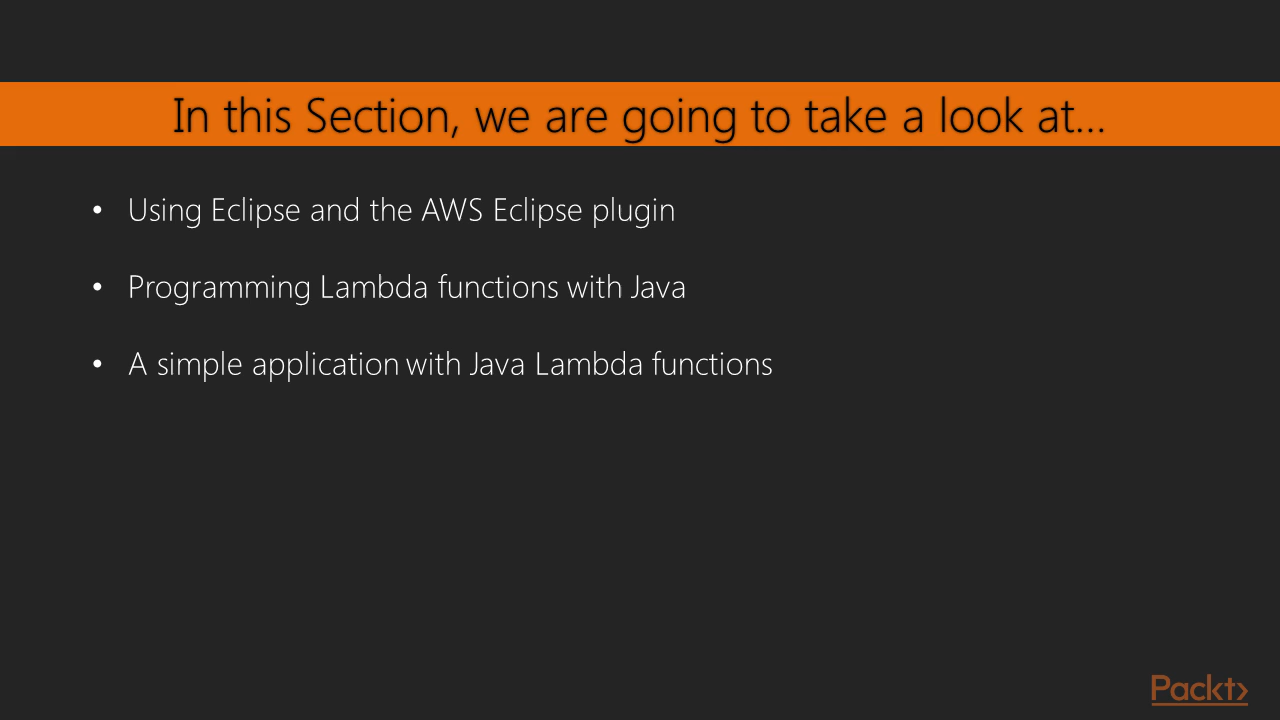 In this Section, we are going to take a look at...
• Using Eclipse and the AWS Eclipse plugin
• Programming Lambda functions with Java
• A simple application with Java Lambda functions
Packt>